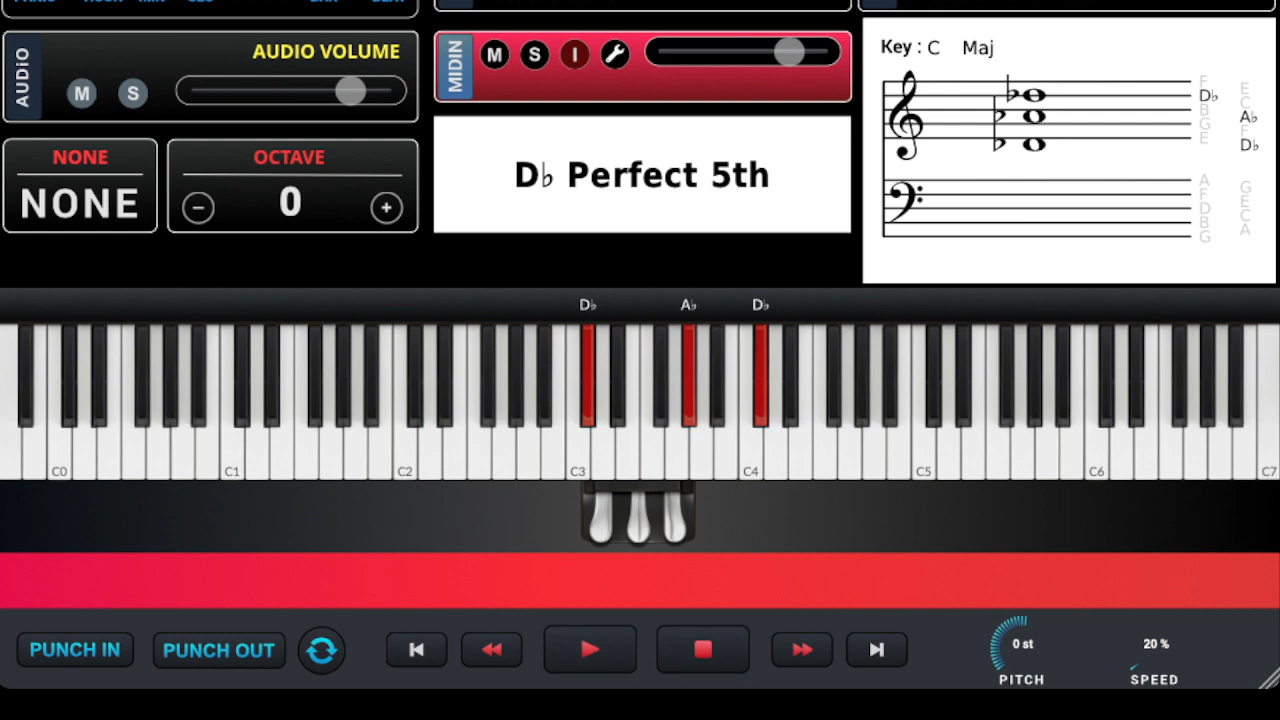 AUDiO
AUDIO VOLUME
M S
MIDIN
M S I
NONE
NONE
OCTAVE
0
D♭ Perfect 5th
Key : C Maj
F
D♭
B
G
E
E
C
A♭
F
D♭
A
F
D
B
G
G
E
C
A
D♭ A♭ D♭
C0 C1 C2 C3 C4 C5 C6 C7
PUNCH IN
PUNCH OUT
0 st
PITCH
20 %
SPEED